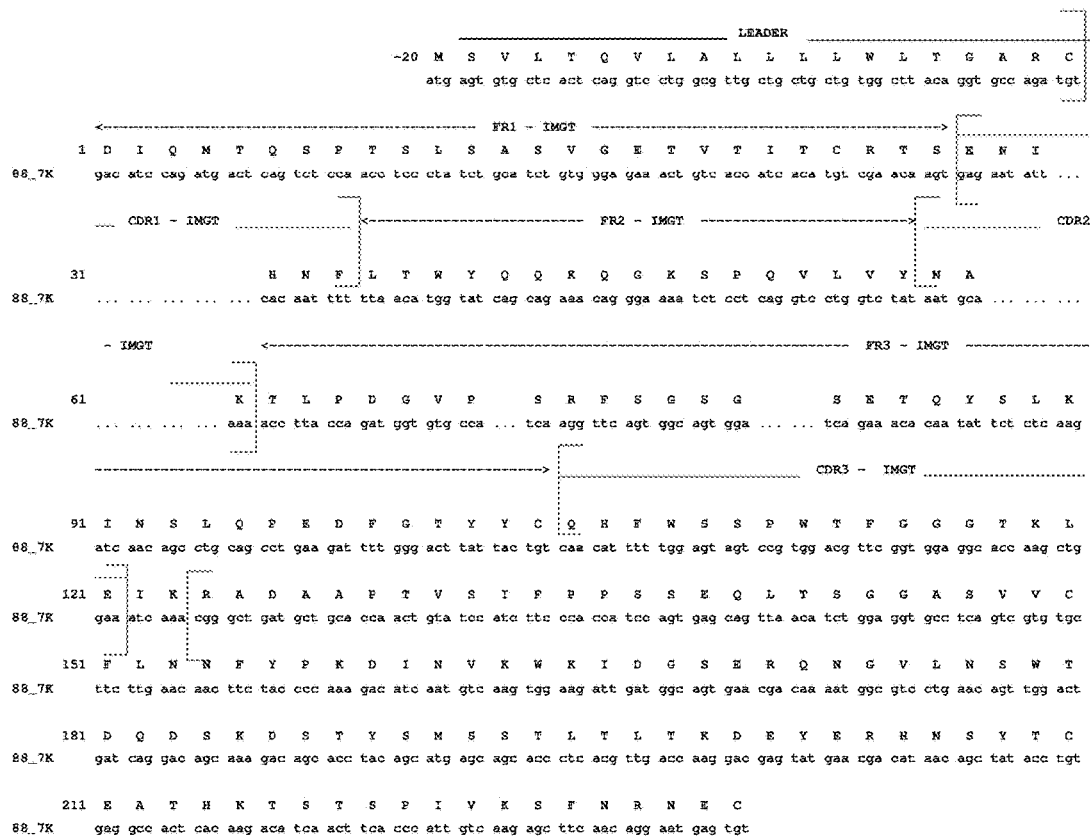 LEADER
-20 M S V L T Q V L A L L L L W L T G A R C
atg agt gtg ctc act cag gtc ctg gcg ttg ctg ctg ctg tgg ctt aca ggt gcc aga tgt
<--- FR1 - IMGT --->
1 D I Q M T Q S P T S L S A S V G E T V T I T C R T S E N I
88_7K gac atc cag atg act cag tct cca acc tcc cta tct gca tct gtg gga gaa act gtc acc atc aca tgt cga aca agt gag aat att ...
CDR1 - IMGT <--- FR2 - IMGT ---> CDR2
31 H N F L T W Y Q Q K Q G K S P Q V L V Y N A
88_7K ... ... ... ... ... cac aat ttt tta aca tgg tat cag cag aaa cag gga aaa tct cct cag gtc ctg gtc tat aat gca ... ... ...
- IMGT <--- FR3 - IMGT
61 K T L P D G V P S R F S G S G S E T Q Y S L K
88_7K ... ... ... ... aaa acc tta cca gat ggt gtg cca ... tca agg ttc agt ggc agt gga ... ... tca gaa aca caa tat tct ctc aag
---> CDR3 - IMGT
91 I N S L Q P E D F G T Y Y C Q H F W S S P W T F G G G T K L
88_7K atc aac agc ctg cag cct gaa gat ttt ggg act tat tac tgt caa cat ttt tgg agt agt ccg tgg acg ttc ggt gga ggc acc aag ctg
121 E I K R A D A A P T V S I F P P S S E Q L T S G G A S V V C
88_7K gaa atc aaa cgg gct gat gct gca cca act gta tcc atc ttc cca cca tcc agt gag cag tta aca tct gga ggt gcc tca gtc gtg tgc
151 F L N N F Y P K D I N V K W K I D G S E R Q N G V L N S W T
88_7K ttc ttg aac aac ttc tac ccc aaa gac atc aat gtc aag tgg aag att gat ggc agt gaa cga caa aat ggc gtc ctg aac agt tgg act
181 D Q D S K D S T Y S M S S T L T L T K D E Y E R H N S Y T C
88_7K gat cag gac agc aaa gac agc acc tac agc atg agc agc acc ctc acg ttg acc aag gac gag tat gaa cga cat aac agc tat acc tgt
211 E A T H K T S T S P I V K S F N R N E C
88_7K gag gcc act cac aag aca tca act tca ccc att gtc aag agc ttc aac agg aat gag tgt